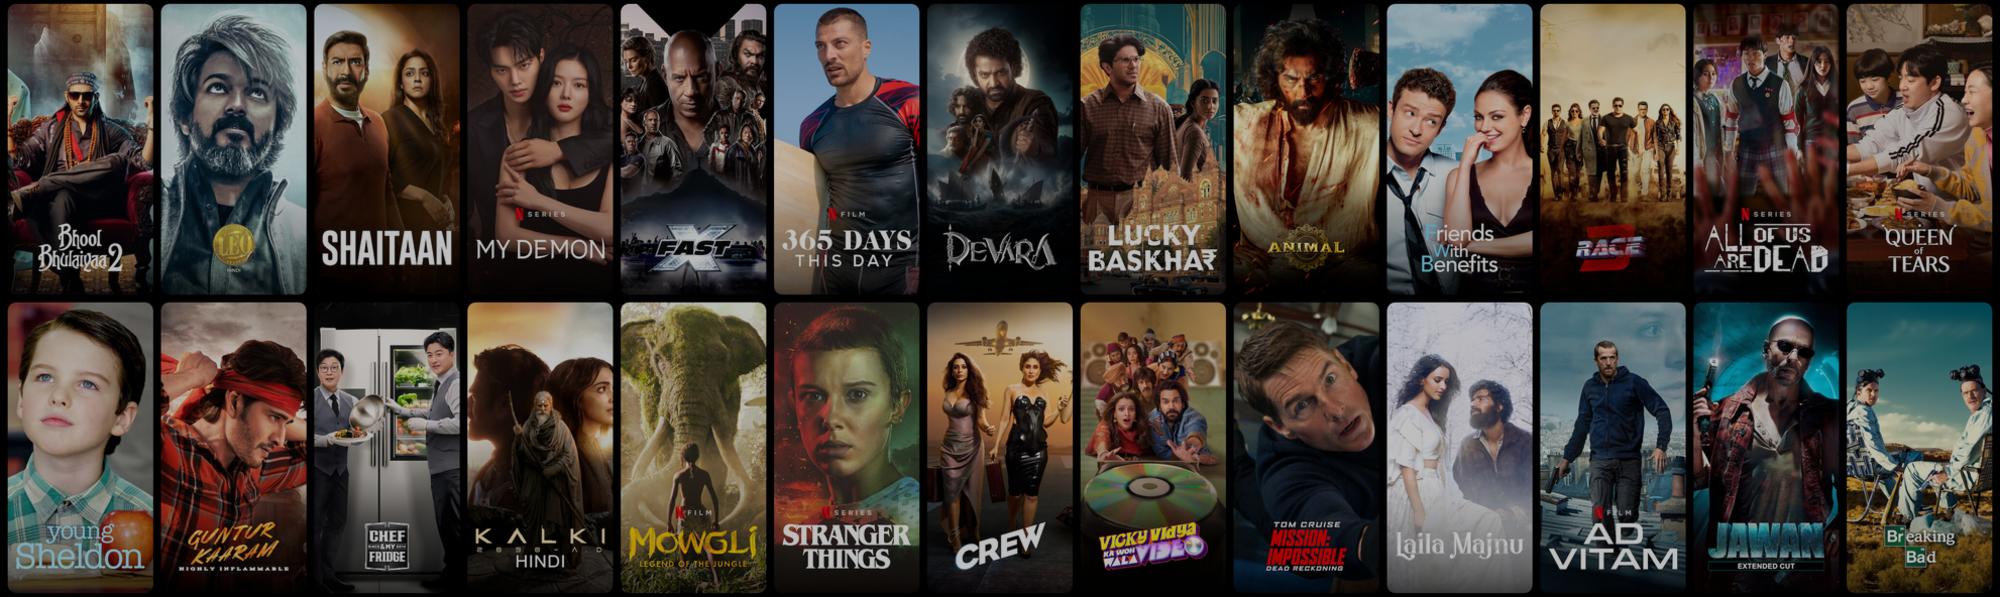 Bhool
Bhulaiyaa 2
LEO
HINDI
SHAITAAN
N SERIES
MY DEMON
FAST X
N FILM
365 DAYS
THIS DAY
DEVARA
LUCKY
BASKHAR
ANIMAL
Friends
With
Benefits
RACE 3
N SERIES
ALL OF US
ARE DEAD
N SERIES
QUEEN
of
TEARS
young
Sheldon
GUNTUR
KAARAM
HIGHLY INFLAMMABLE
CHEF
& MY
FRIDGE
KALKI
2898-AD
HINDI
N FILM
MOWGLI
LEGEND OF THE JUNGLE
N SERIES
STRANGER
THINGS
CREW
VICKY VIDYA
KA WOH
WALA VIDEO
TOM CRUISE
MISSION:
IMPOSSIBLE
DEAD RECKONING
Laila Majnu
N FILM
AD
VITAM
JAWAN
EXTENDED CUT
Breaking
Bad